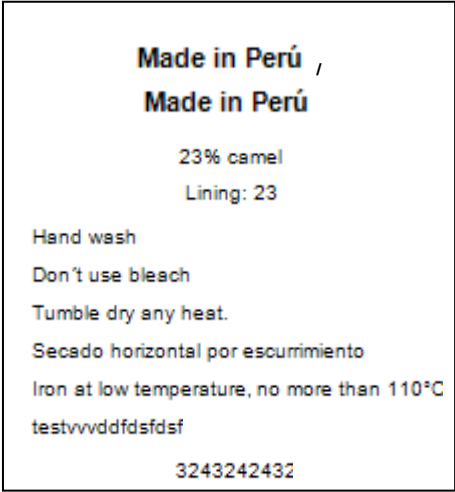 Made in Perú ,
Made in Perú
23% camel
Lining: 23
Hand wash
Don´t use bleach
Tumble dry any heat.
Secado horizontal por escurrimiento
Iron at low temperature, no more than 110°C
testvvvddfdsfdsf
3243242432